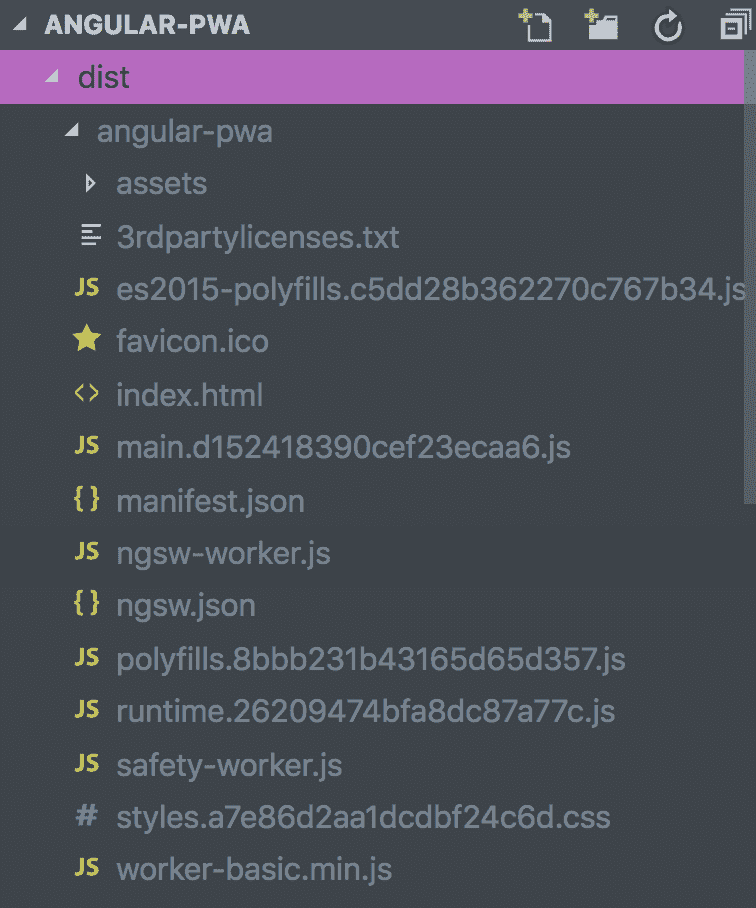 ANGULAR-PWA
dist
angular-pwa
assets
3rdpartylicenses.txt
JS es2015-polyfills.c5dd28b362270c767b34.js
favicon.ico
<> index.html
JS main.d152418390cef23ecaa6.js
{ } manifest.json
JS ngsw-worker.js
{ } ngsw.json
JS polyfills.8bbb231b43165d65d357.js
JS runtime.26209474bfa8dc87a77c.js
JS safety-worker.js
# styles.a7e86d2aa1dcdbf24c6d.css
JS worker-basic.min.js